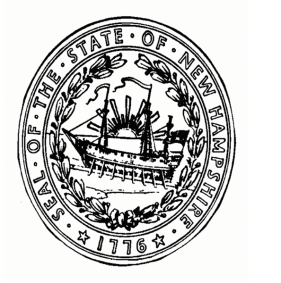 · SEAL · OF · THE · STATE · OF · NEW HAMPSHIRE ·
1776